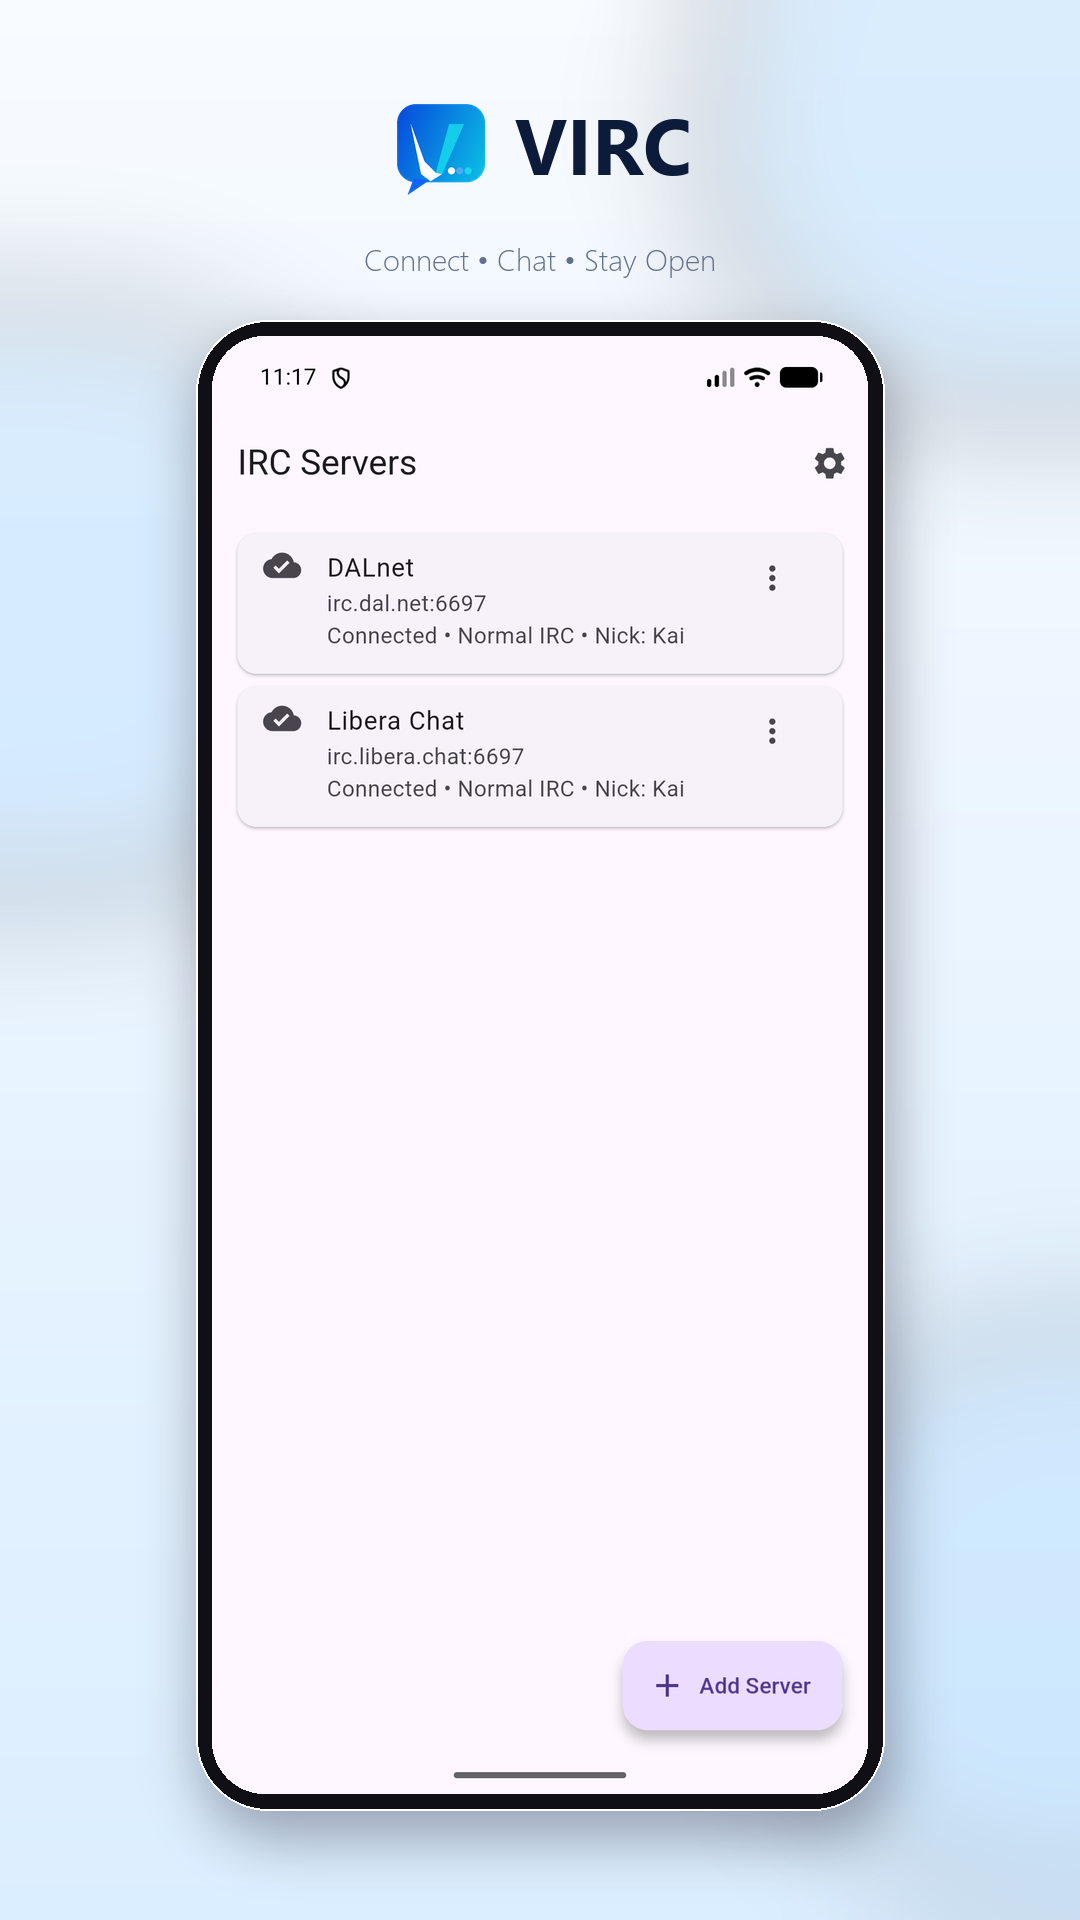 VIRC
Connect • Chat • Stay Open
11:17
IRC Servers
DALnet
irc.dal.net:6697
Connected • Normal IRC • Nick: Kai
Libera Chat
irc.libera.chat:6697
Connected • Normal IRC • Nick: Kai
Add Server